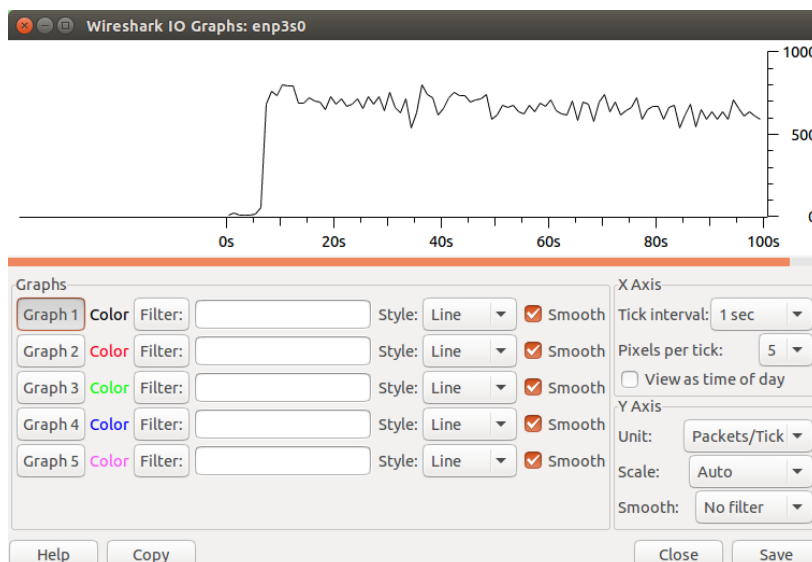 Wireshark IO Graphs: enp3s0
1000
500
0
0s 20s 40s 60s 80s 100s
Graphs
Graph 1 Color Filter: Style: Line Smooth
Graph 2 Color Filter: Style: Line Smooth
Graph 3 Color Filter: Style: Line Smooth
Graph 4 Color Filter: Style: Line Smooth
Graph 5 Color Filter: Style: Line Smooth
X Axis
Tick interval: 1 sec
Pixels per tick: 5
View as time of day
Y Axis
Unit: Packets/Tick
Scale: Auto
Smooth: No filter
Help Copy Close Save